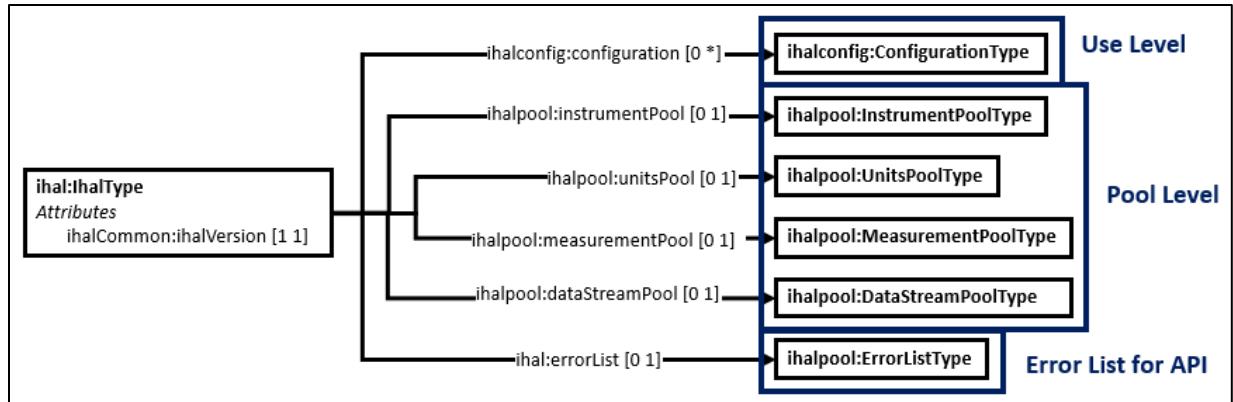 ihalconfig:configuration [0 *]
ihalconfig:ConfigurationType
Use Level
ihalpool:instrumentPool [0 1]
ihalpool:InstrumentPoolType
ihal:IhalType
Attributes
ihalCommon:ihalVersion [1 1]
ihalpool:unitsPool [0 1]
ihalpool:UnitsPoolType
Pool Level
ihalpool:measurementPool [0 1]
ihalpool:MeasurementPoolType
ihalpool:dataStreamPool [0 1]
ihalpool:DataStreamPoolType
ihal:errorList [0 1]
ihalpool:ErrorListType
Error List for API